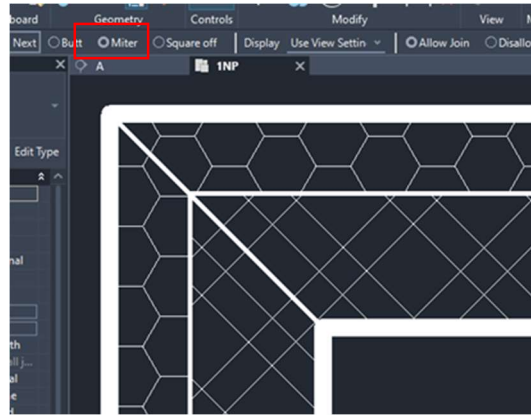 board Geometry Controls Modify View
Next Butt Miter Square off Display Use View Settin Allow Join Disallo
A 1NP
Edit Type
nal
th
all j...
al
e
d